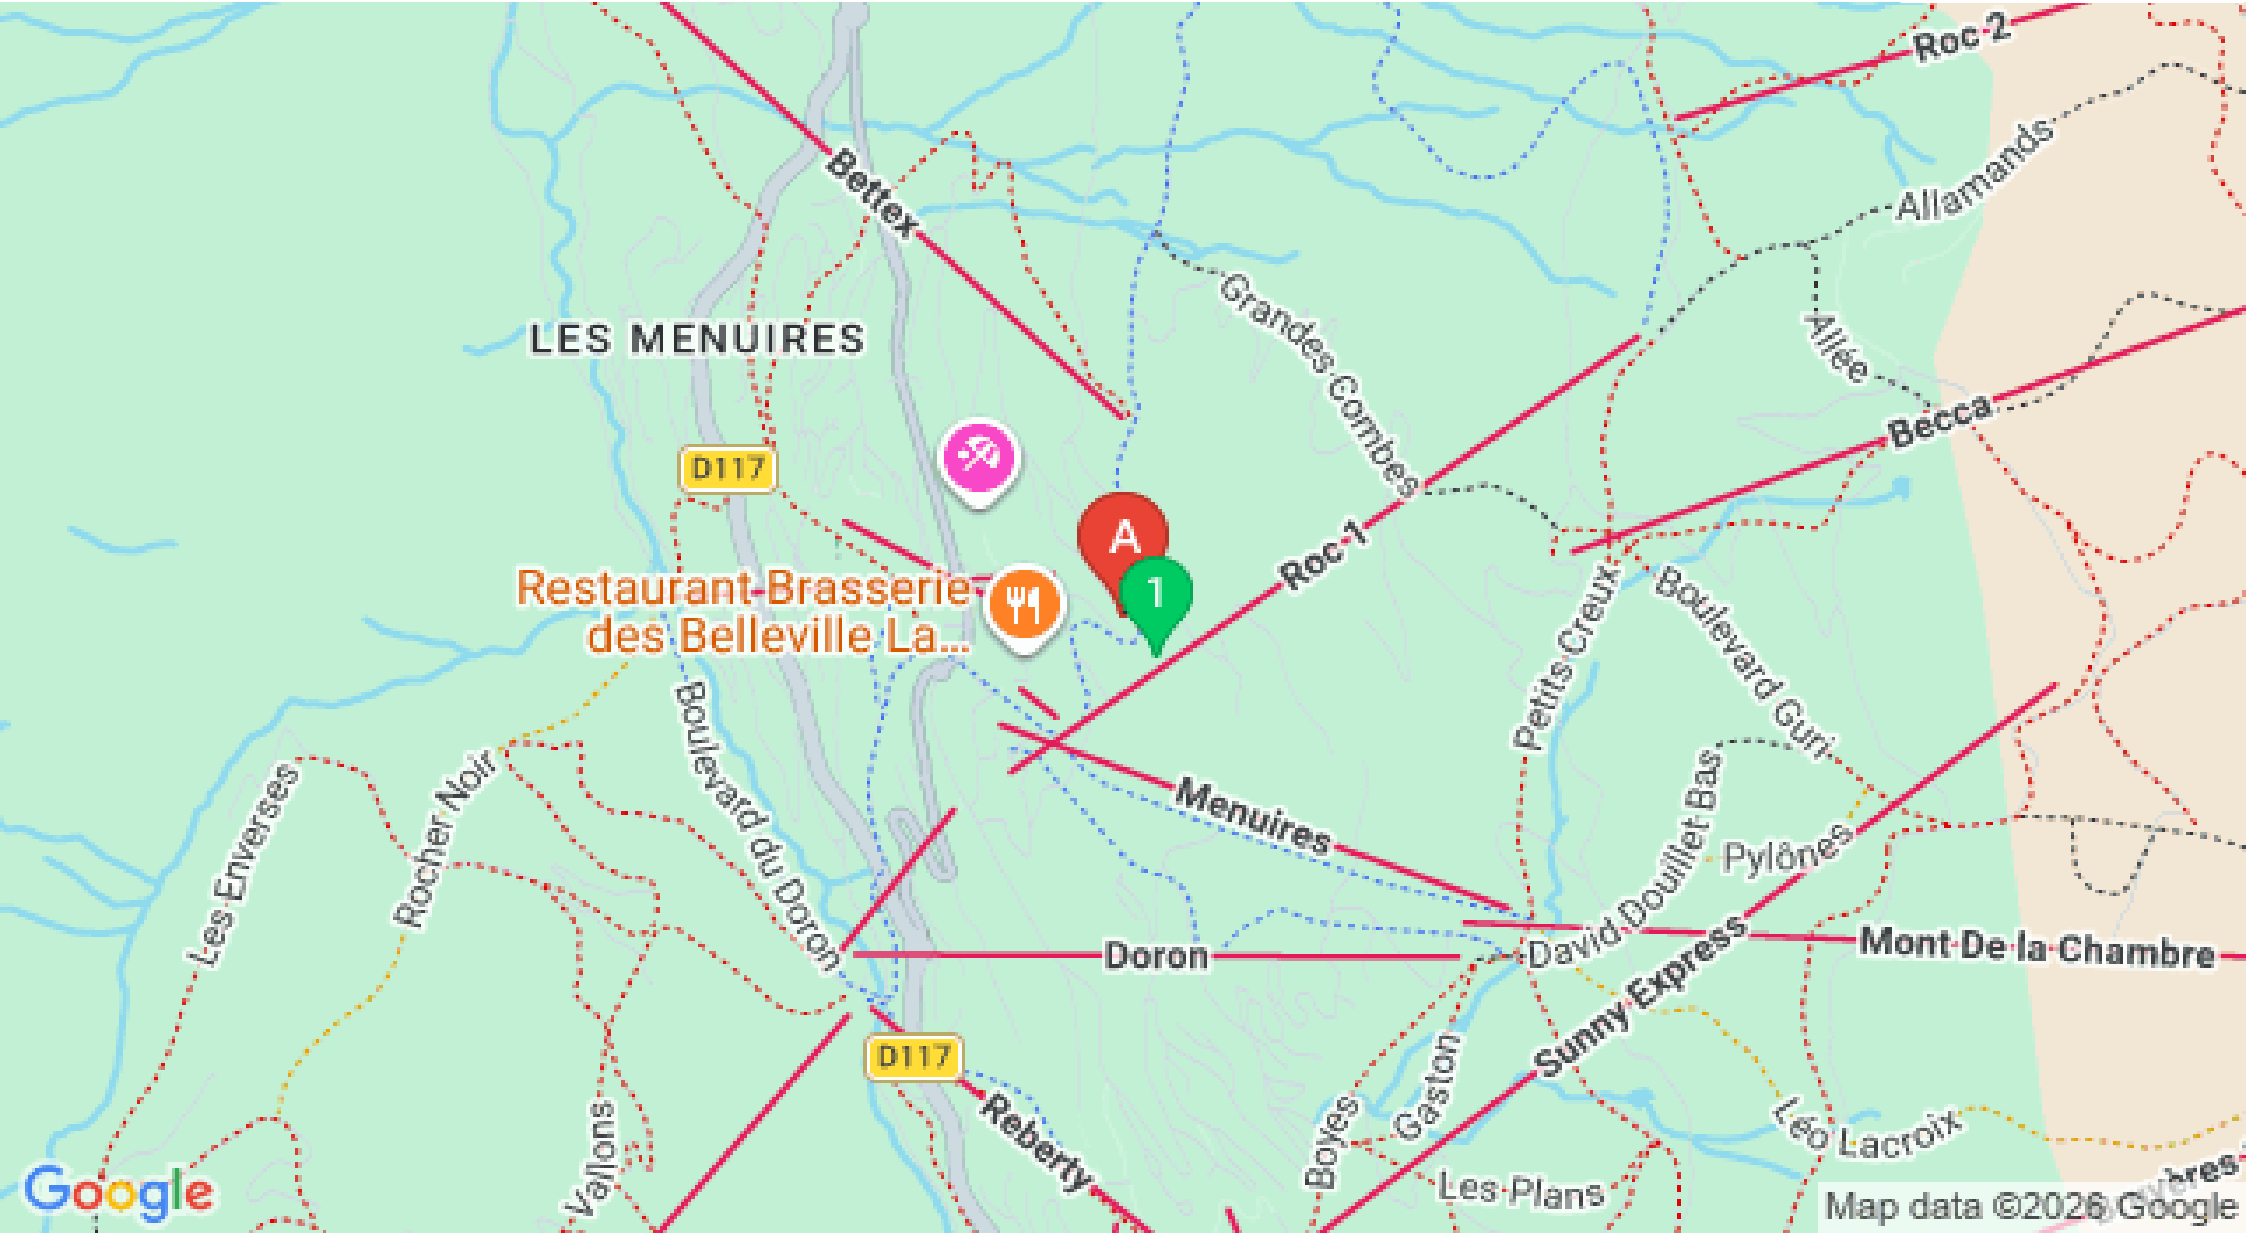 Roc 2
Bettex
Allamands
Grandes Combes
Allée
LES MENUIRES
Becca
D117
A
Roc 1
1
Restaurant Brasserie
des Belleville La...
Petits Creux
Boulevard Guri
Boulevard du Doron
Rocher Noir
Les Enverses
Menuires
David Douillet Bas
Pylônes
Doron
Mont De la Chambre
Sunny Express
D117
Reberty
Vallons
Boyes
Gaston
Léo Lacroix
Les Plans
Google
Map data ©2026 Google